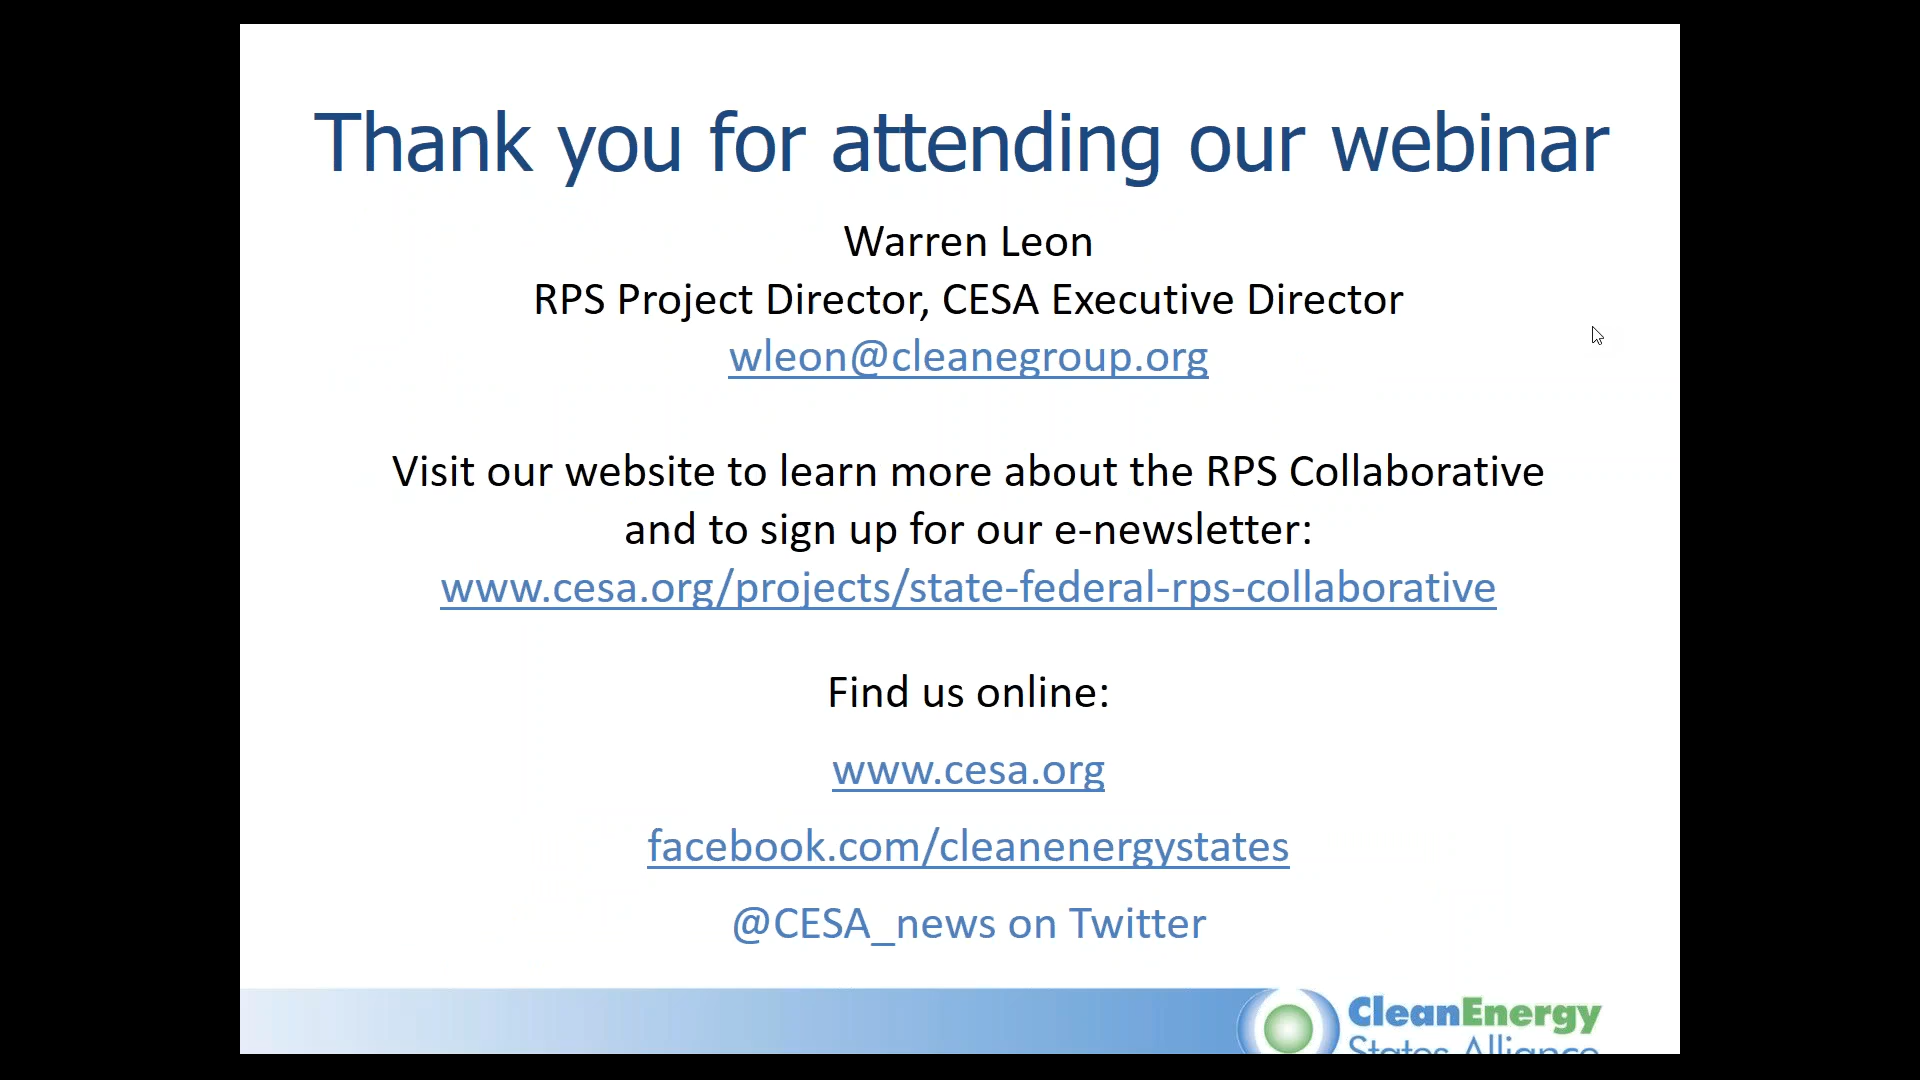 Thank you for attending our webinar
Warren Leon
RPS Project Director, CESA Executive Director
wleon@cleanegroup.org
Visit our website to learn more about the RPS Collaborative
and to sign up for our e-newsletter:
www.cesa.org/projects/state-federal-rps-collaborative
Find us online:
www.cesa.org
facebook.com/cleanenergystates
@CESA_news on Twitter
CleanEnergy
States Alliance